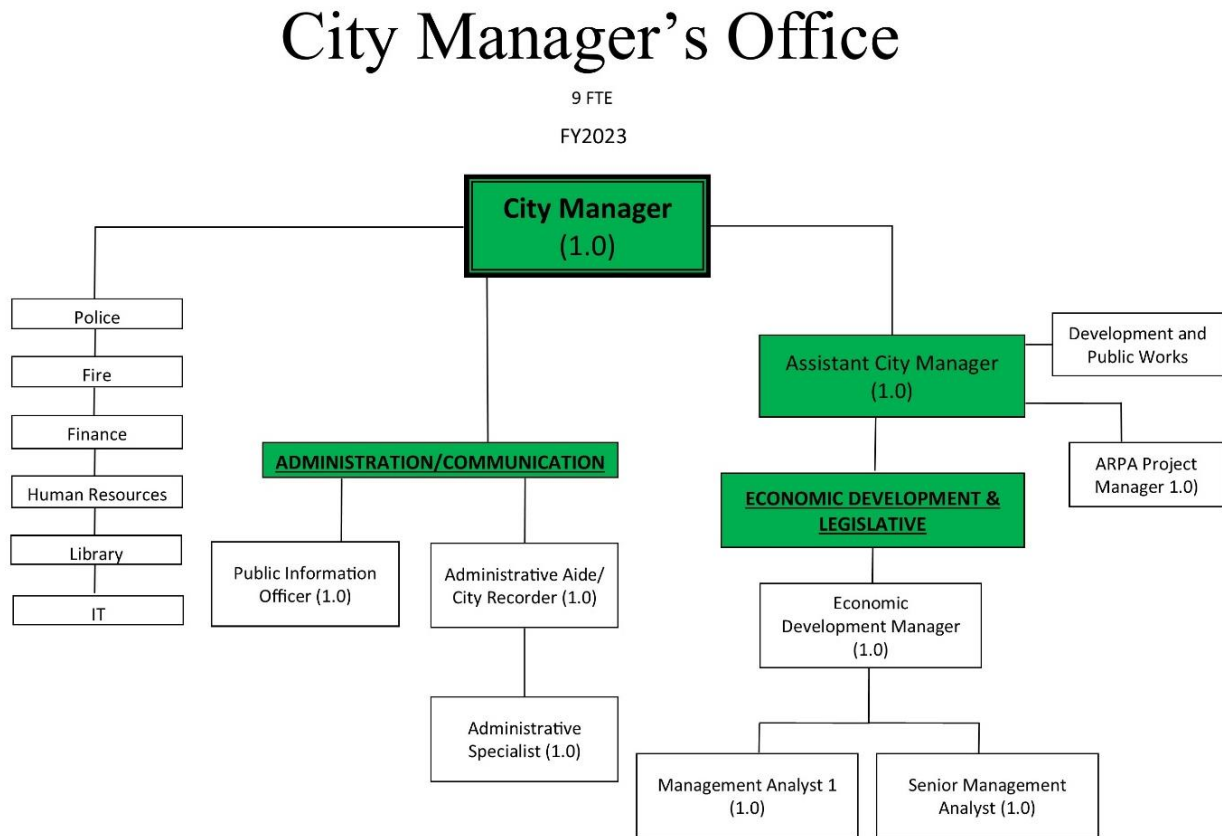 City Manager’s Office
9 FTE
FY2023
City Manager
(1.0)
Police
Fire
Finance
Human Resources
Library
IT
ADMINISTRATION/COMMUNICATION
Public Information
Officer (1.0)
Administrative Aide/
City Recorder (1.0)
Administrative
Specialist (1.0)
Assistant City Manager
(1.0)
Development and
Public Works
ARPA Project
Manager 1.0)
ECONOMIC DEVELOPMENT &
LEGISLATIVE
Economic
Development Manager
(1.0)
Management Analyst 1
(1.0)
Senior Management
Analyst (1.0)